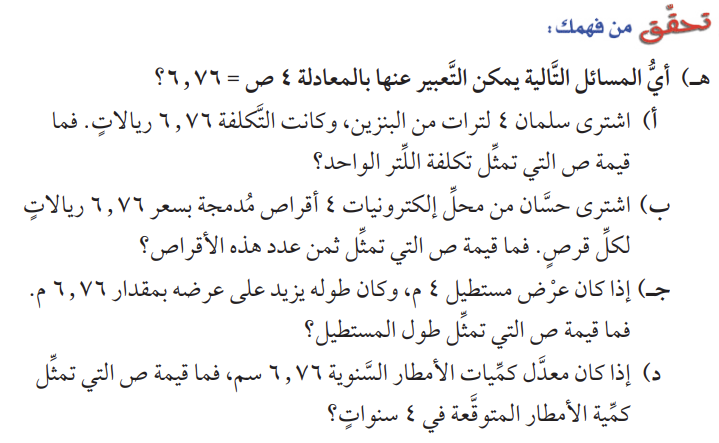 تحقّق من فهمك :
هـ) أيُّ المسائل التَّالية يمكن التَّعبير عنها بالمعادلة ٤ ص = ٦,٧٦؟
أ) اشترى سلمان ٤ لترات من البنزين، وكانت التَّكلفة ٦,٧٦ ريالاتٍ. فما
قيمة ص التي تمثِّل تكلفة اللِّتر الواحد؟
ب) اشترى حسَّان من محلِّ إلكترونيات ٤ أقراص مُدمجة بسعر ٦,٧٦ ريالاتٍ
لكلِّ قرصٍ. فما قيمة ص التي تمثِّل ثمن عدد هذه الأقراص؟
جـ) إذا كان عرْض مستطيل ٤ م، وكان طوله يزيد على عرضه بمقدار ٦,٧٦ م.
فما قيمة ص التي تمثِّل طول المستطيل؟
د) إذا كان معدَّل كمِّيات الأمطار السَّنوية ٦,٧٦ سم، فما قيمة ص التي تمثِّل
كمِّية الأمطار المتوقَّعة في ٤ سنواتٍ؟